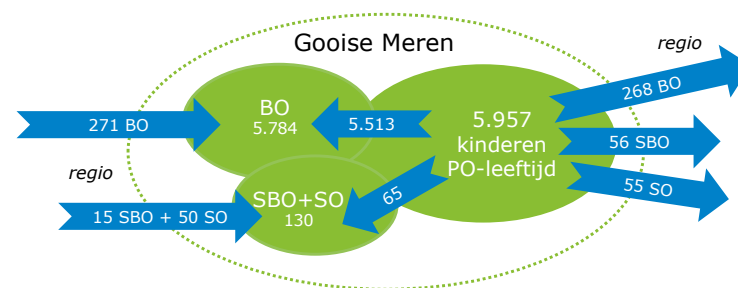 Gooise Meren
regio
268 BO
271 BO
BO
5.784
5.513
5.957
kinderen
PO-leeftijd
56 SBO
55 SO
regio
15 SBO + 50 SO
SBO+SO
130
65